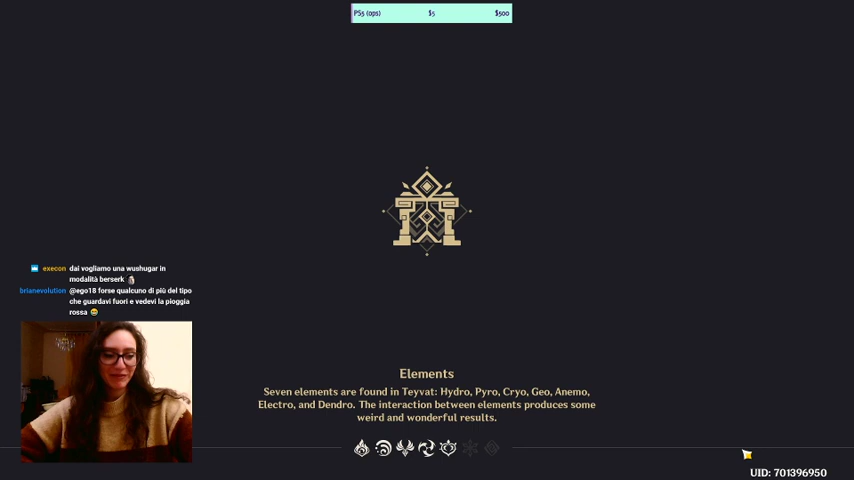 PS5 (ops) $5 $500
execon dai vogliamo una wushugar in
modalità berserk
brianevolution @ego18 forse qualcuno di più del tipo
che guardavi fuori e vedevi la pioggia
rossa
Elements
Seven elements are found in Teyvat: Hydro, Pyro, Cryo, Geo, Anemo,
Electro, and Dendro. The interaction between elements produces some
weird and wonderful results.
UID: 701396950